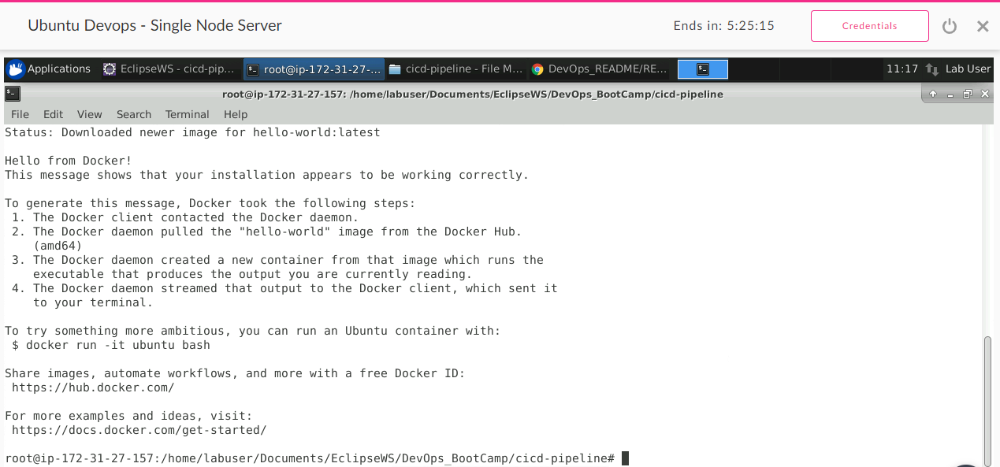 Ubuntu Devops - Single Node Server
Ends in: 5:25:15
Credentials
Applications
EclipseWS - cicd-pip...
root@ip-172-31-27-...
cicd-pipeline - File M...
DevOps_README/RE...
11:17
Lab User
root@ip-172-31-27-157: /home/labuser/Documents/EclipseWS/DevOps_BootCamp/cicd-pipeline
File Edit View Search Terminal Help
Status: Downloaded newer image for hello-world:latest
Hello from Docker!
This message shows that your installation appears to be working correctly.
To generate this message, Docker took the following steps:
1. The Docker client contacted the Docker daemon.
2. The Docker daemon pulled the "hello-world" image from the Docker Hub.
(amd64)
3. The Docker daemon created a new container from that image which runs the
executable that produces the output you are currently reading.
4. The Docker daemon streamed that output to the Docker client, which sent it
to your terminal.
To try something more ambitious, you can run an Ubuntu container with:
$ docker run -it ubuntu bash
Share images, automate workflows, and more with a free Docker ID:
https://hub.docker.com/
For more examples and ideas, visit:
https://docs.docker.com/get-started/
root@ip-172-31-27-157:/home/labuser/Documents/EclipseWS/DevOps_BootCamp/cicd-pipeline#